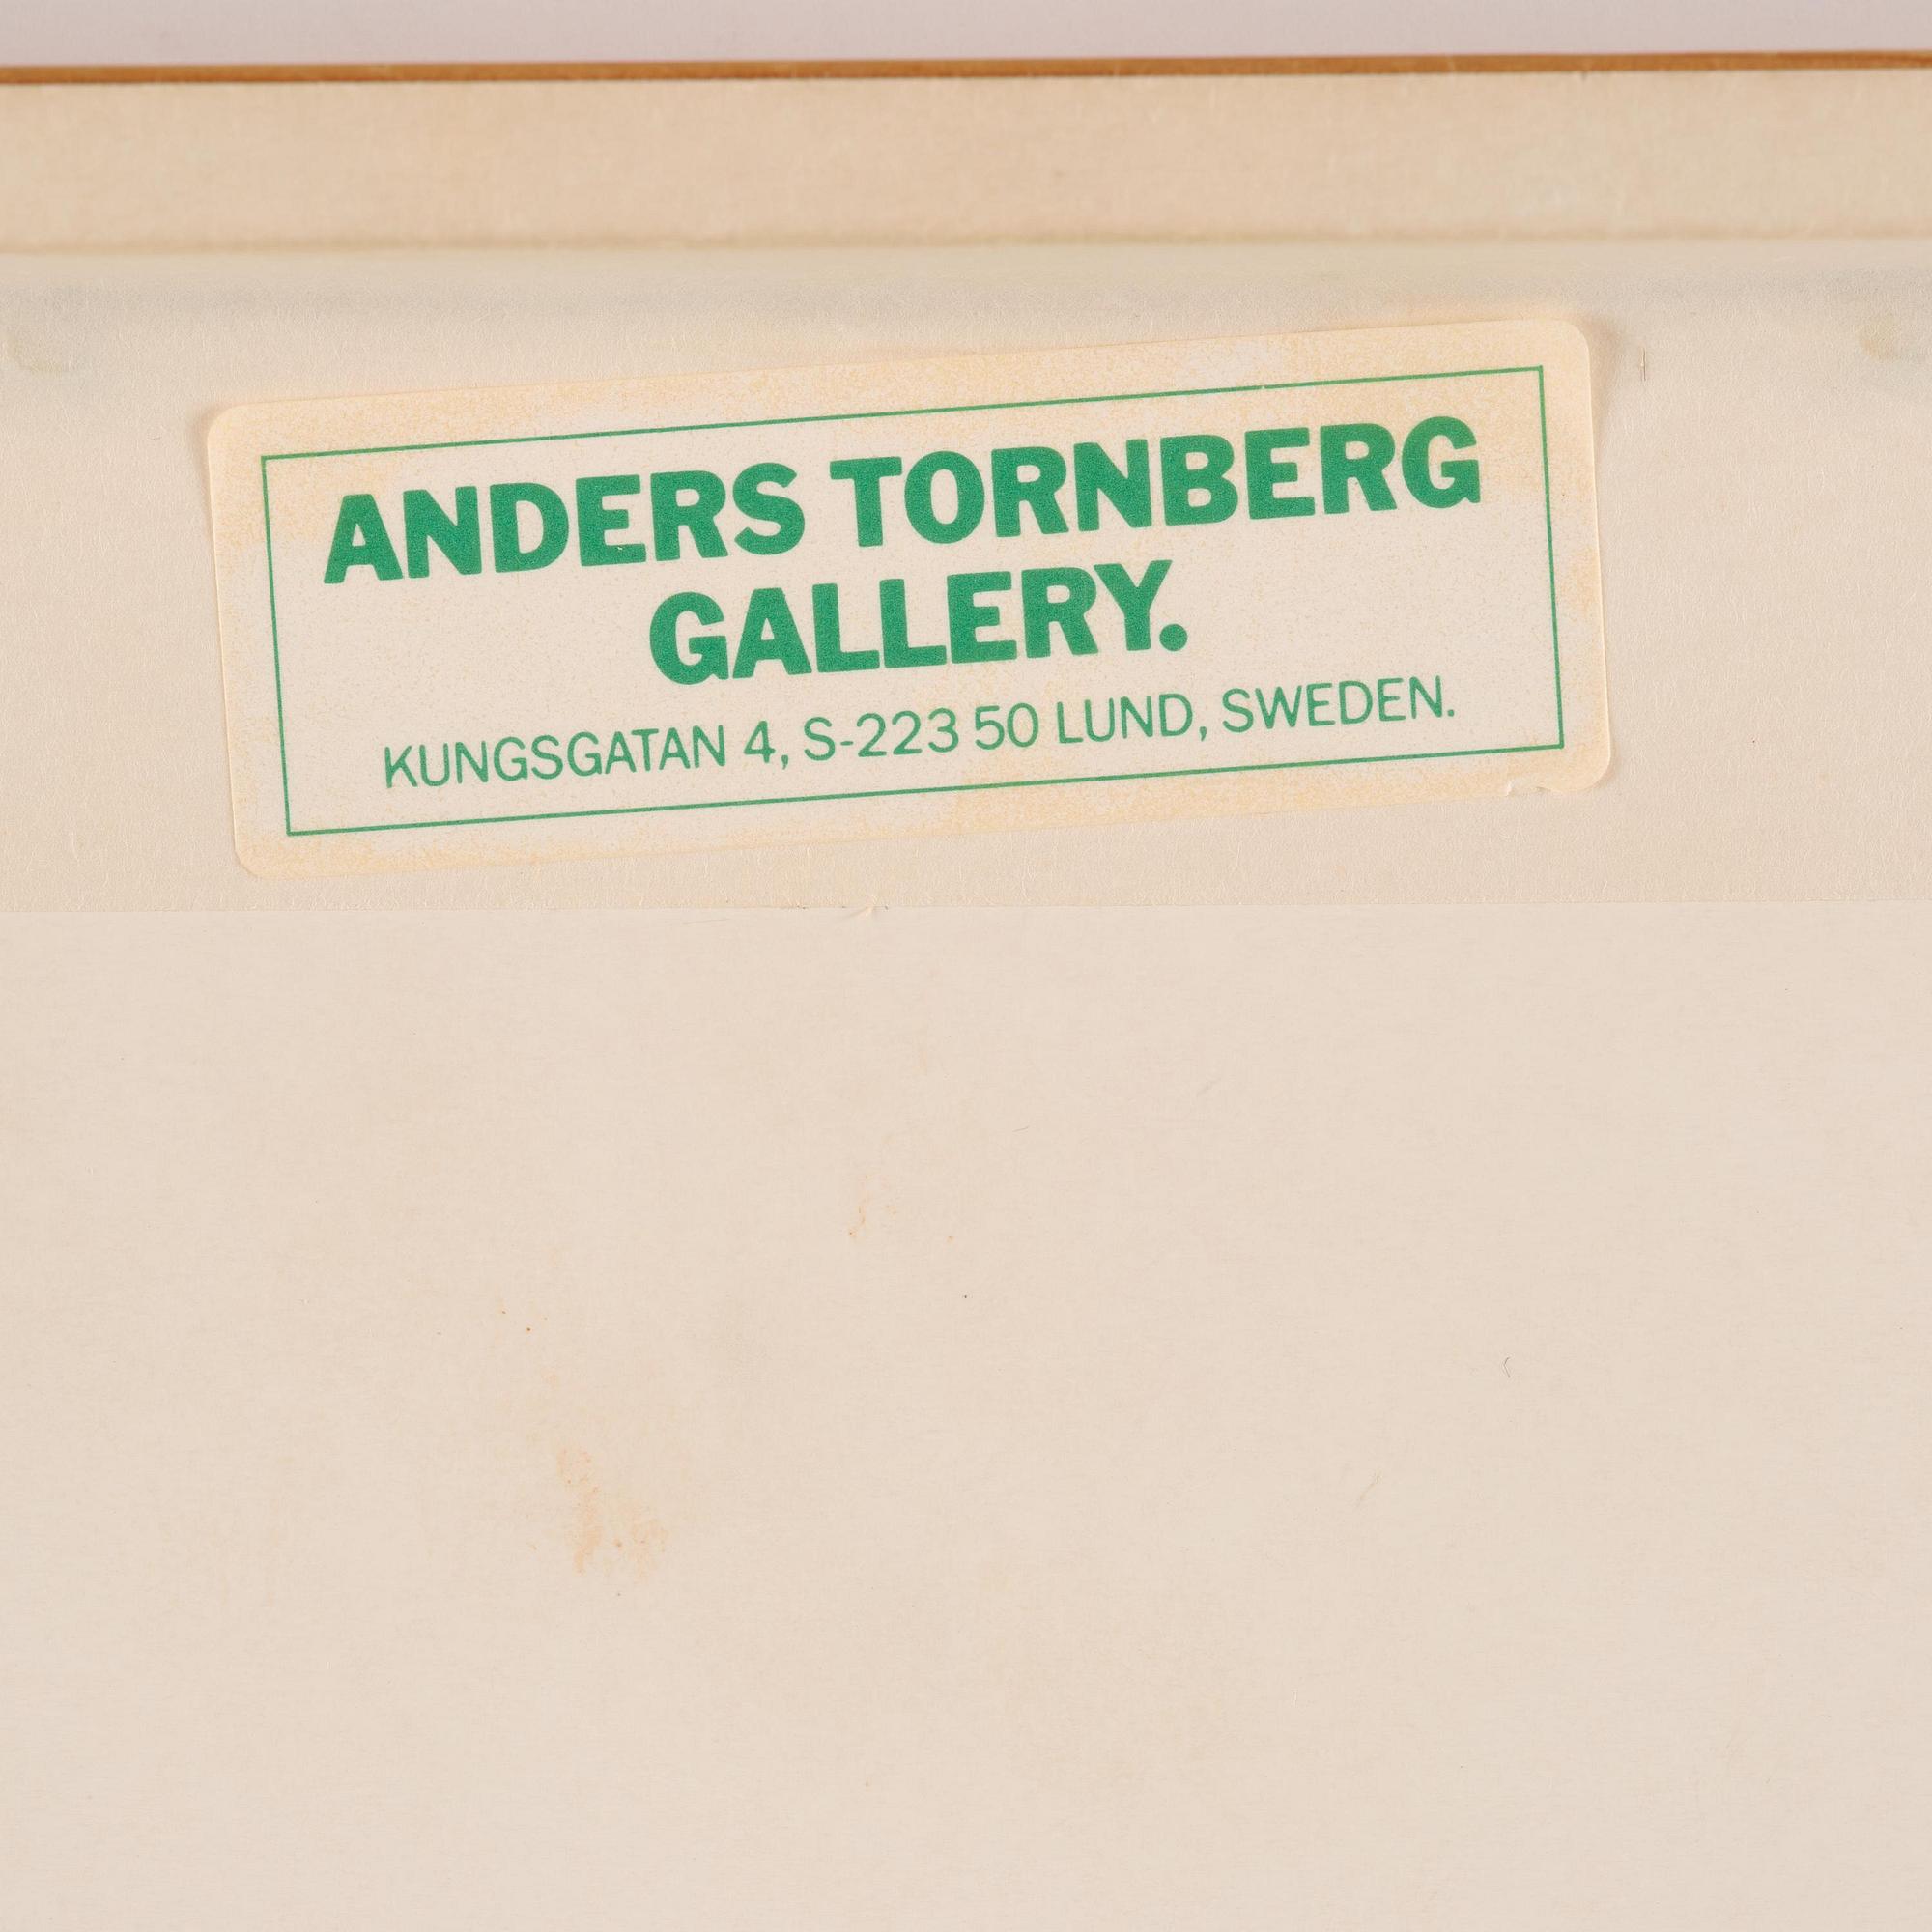 ANDERS TORNBERG
GALLERY.
KUNGSGATAN 4, S-223 50 LUND, SWEDEN.